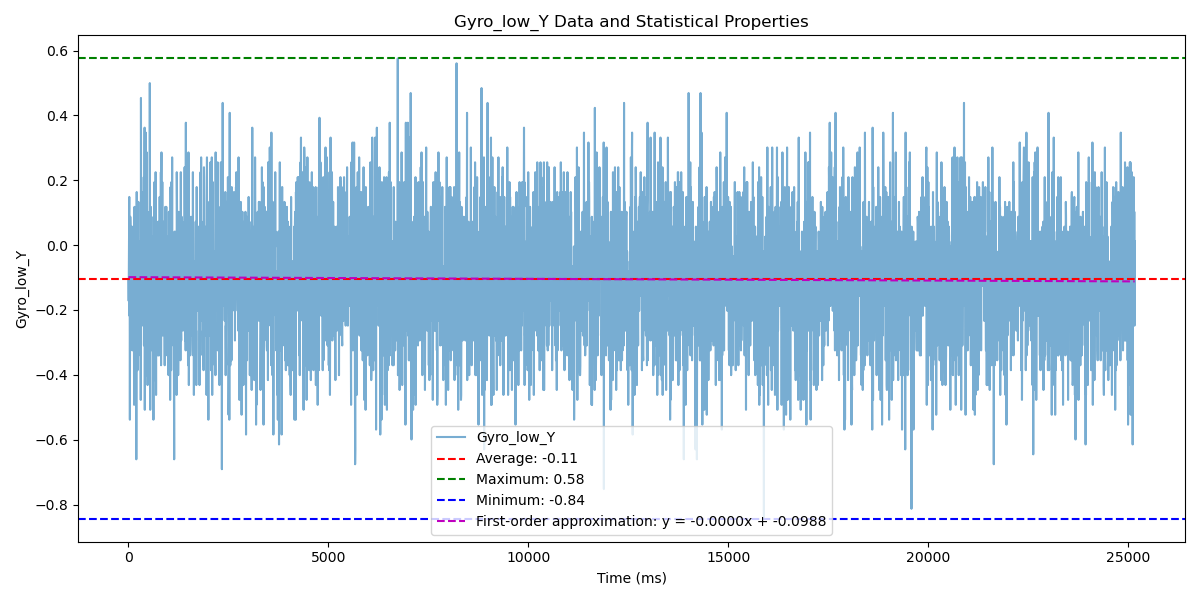 Gyro_low_Y Data and Statistical Properties
Gyro_low_Y
0.6
0.4
0.2
0.0
−0.2
−0.4
−0.6
−0.8
Gyro_low_Y
Average: -0.11
Maximum: 0.58
Minimum: -0.84
First-order approximation: y = -0.0000x + -0.0988
0 5000 10000 15000 20000 25000
Time (ms)